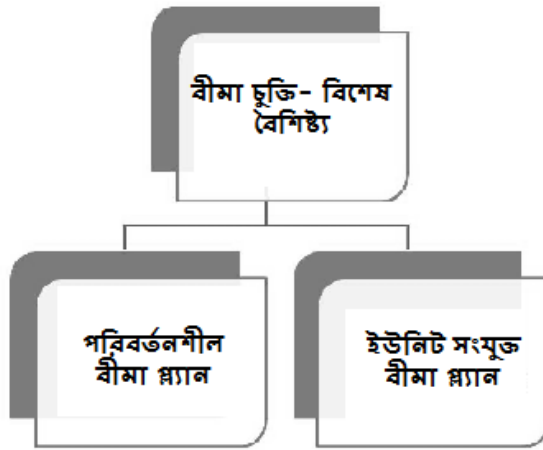 বীমা চুক্তি- বিশেষ
বৈশিষ্ট্য
পরিবর্তনশীল
বীমা প্ল্যান
ইউনিট সংযুক্ত
বীমা প্ল্যান